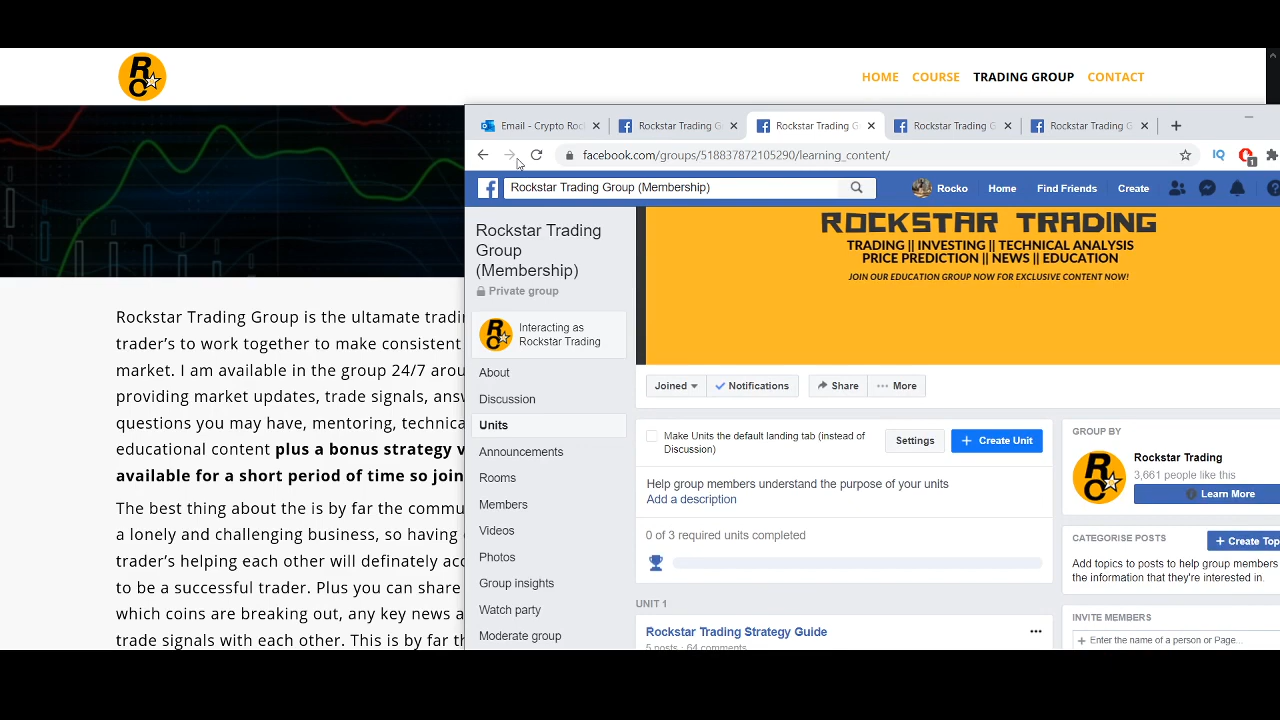 RC
HOME COURSE TRADING GROUP CONTACT
Rockstar Trading Group is the ultamate tradi
trader's to work together to make consistent
market. I am available in the group 24/7 arou
providing market updates, trade signals, answ
questions you may have, mentoring, technica
educational content plus a bonus strategy v
available for a short period of time so join
The best thing about the is by far the commu
a lonely and challenging business, so having
trader's helping each other will definately acc
to be a successful trader. Plus you can share
which coins are breaking out, any key news a
trade signals with each other. This is by far th
Email - Crypto Roc
Rockstar Trading G
Rockstar Trading G
Rockstar Trading G
Rockstar Trading G
facebook.com/groups/518837872105290/learning_content/
IQ
1
Rockstar Trading Group (Membership)
Rocko Home Find Friends Create
Rockstar Trading
Group
(Membership)
Private group
RC
Interacting as
Rockstar Trading
About
Discussion
Units
Announcements
Rooms
Members
Videos
Photos
Group insights
Watch party
Moderate group
ROCKSTAR TRADING
TRADING || INVESTING || TECHNICAL ANALYSIS
PRICE PREDICTION || NEWS || EDUCATION
JOIN OUR EDUCATION GROUP NOW FOR EXCLUSIVE CONTENT NOW!
Joined Notifications Share ··· More
Make Units the default landing tab (instead of
Discussion)
Settings
+ Create Unit
Help group members understand the purpose of your units
Add a description
0 of 3 required units completed
UNIT 1
Rockstar Trading Strategy Guide
5 posts · 64 comments
GROUP BY
RC
Rockstar Trading
3,661 people like this
Learn More
CATEGORISE POSTS
+ Create Top
Add topics to posts to help group members
the information that they're interested in.
INVITE MEMBERS
+ Enter the name of a person or Page...